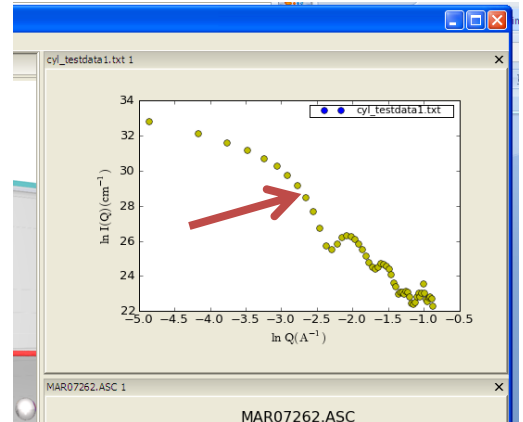 cyl_testdata1.txt 1
34
cyl_testdata1.txt
32
30
28
26
24
22
ln I(Q)(cm⁻¹)
-5.0 -4.5 -4.0 -3.5 -3.0 -2.5 -2.0 -1.5 -1.0 -0.5
ln Q(A⁻¹)
MAR07262.ASC 1
MAR07262.ASC